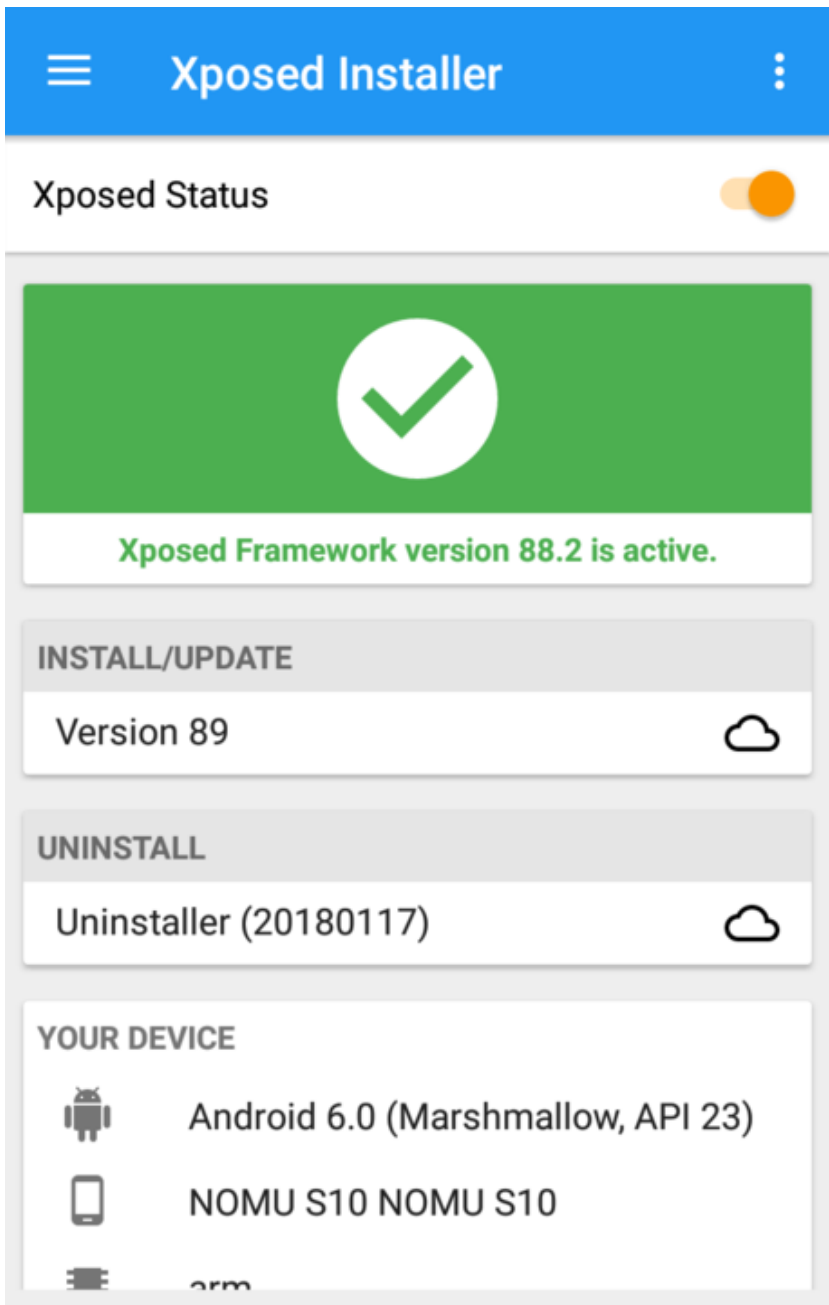 Xposed Installer
Xposed Status
Xposed Framework version 88.2 is active.
INSTALL/UPDATE
Version 89
UNINSTALL
Uninstaller (20180117)
YOUR DEVICE
Android 6.0 (Marshmallow, API 23)
NOMU S10 NOMU S10
arm